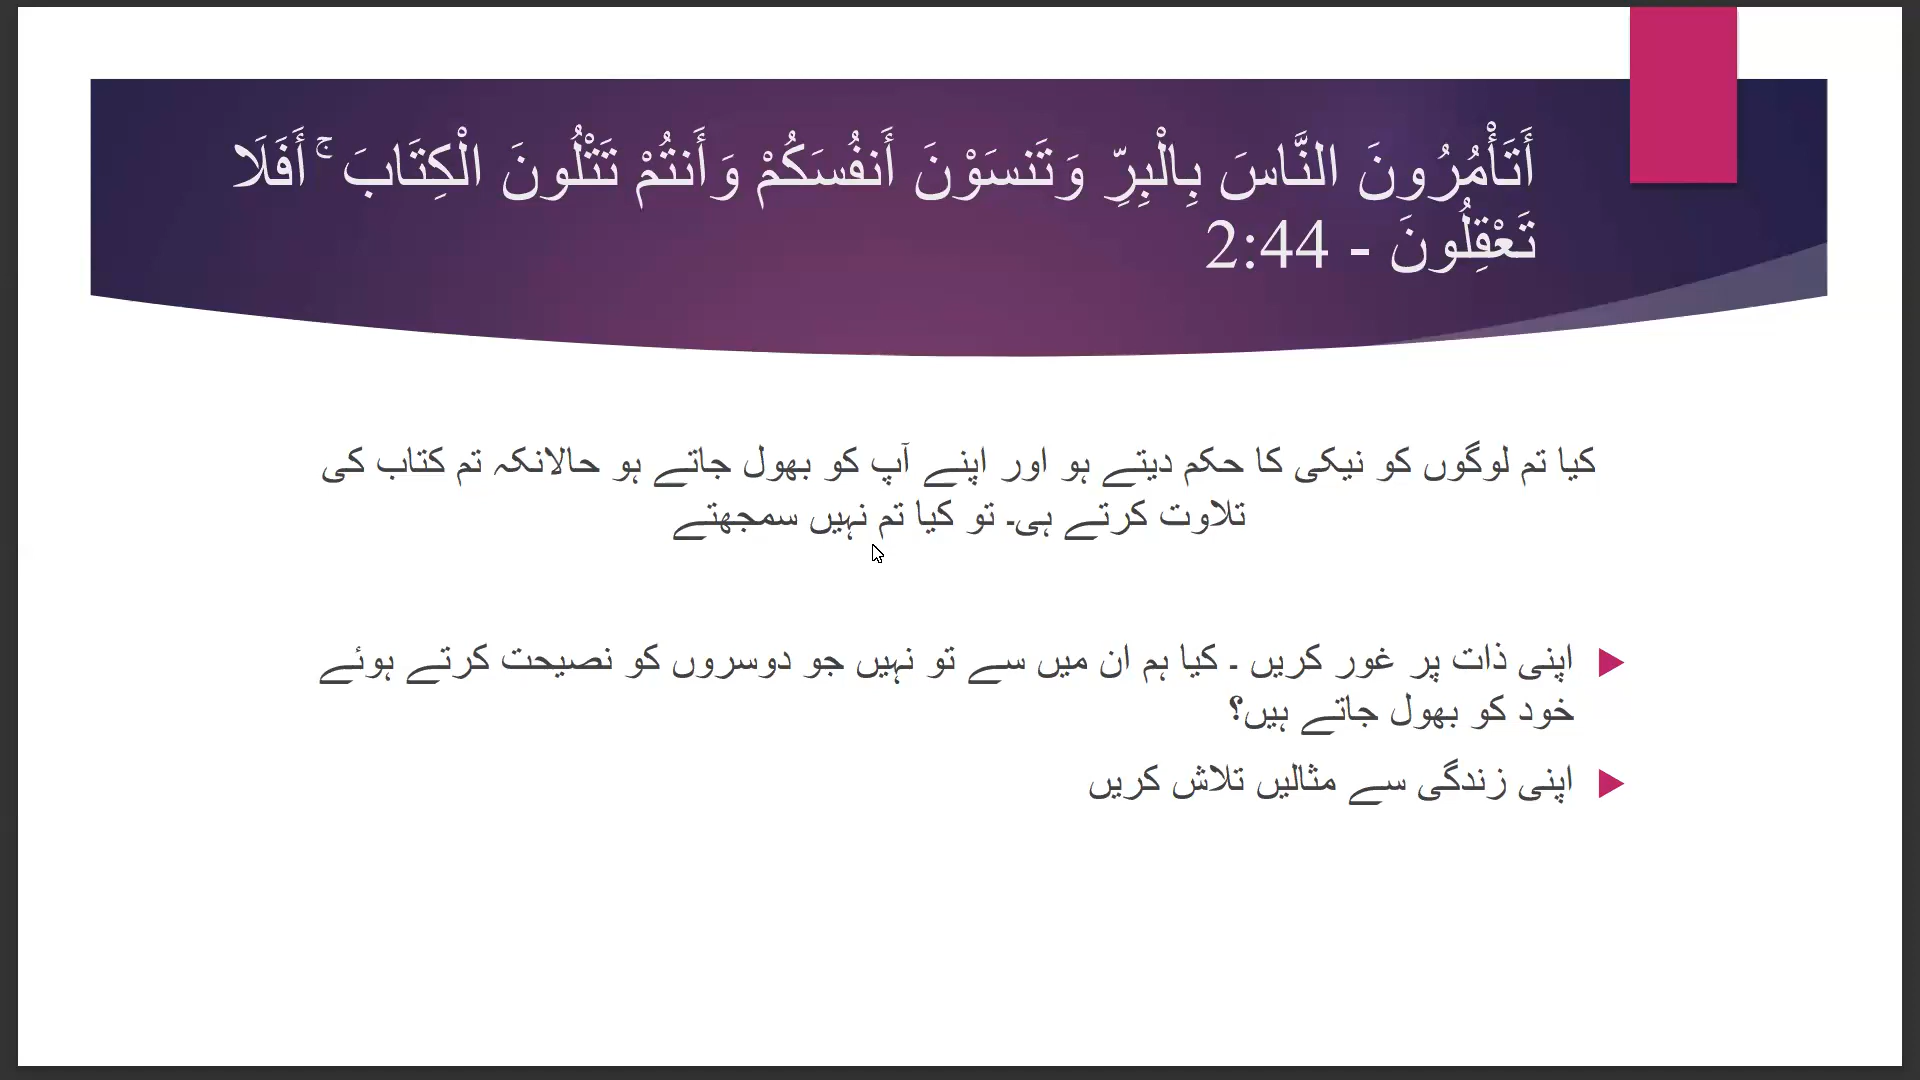 أَتَأْمُرُونَ النَّاسَ بِالْبِرِّ وَتَنسَوْنَ أَنفُسَكُمْ وَأَنتُمْ تَتْلُونَ الْكِتَابَ ۚ أَفَلَا
تَعْقِلُونَ - 2:44
کیا تم لوگوں کو نیکی کا حکم دیتے ہو اور اپنے آپ کو بھول جاتے ہو حالانکہ تم کتاب کی
تلاوت کرتے ہی۔ تو کیا تم نہیں سمجھتے
اپنی ذات پر غور کریں ۔ کیا ہم ان میں سے تو نہیں جو دوسروں کو نصیحت کرتے ہوئے
خود کو بھول جاتے ہیں؟
اپنی زندگی سے مثالیں تلاش کریں